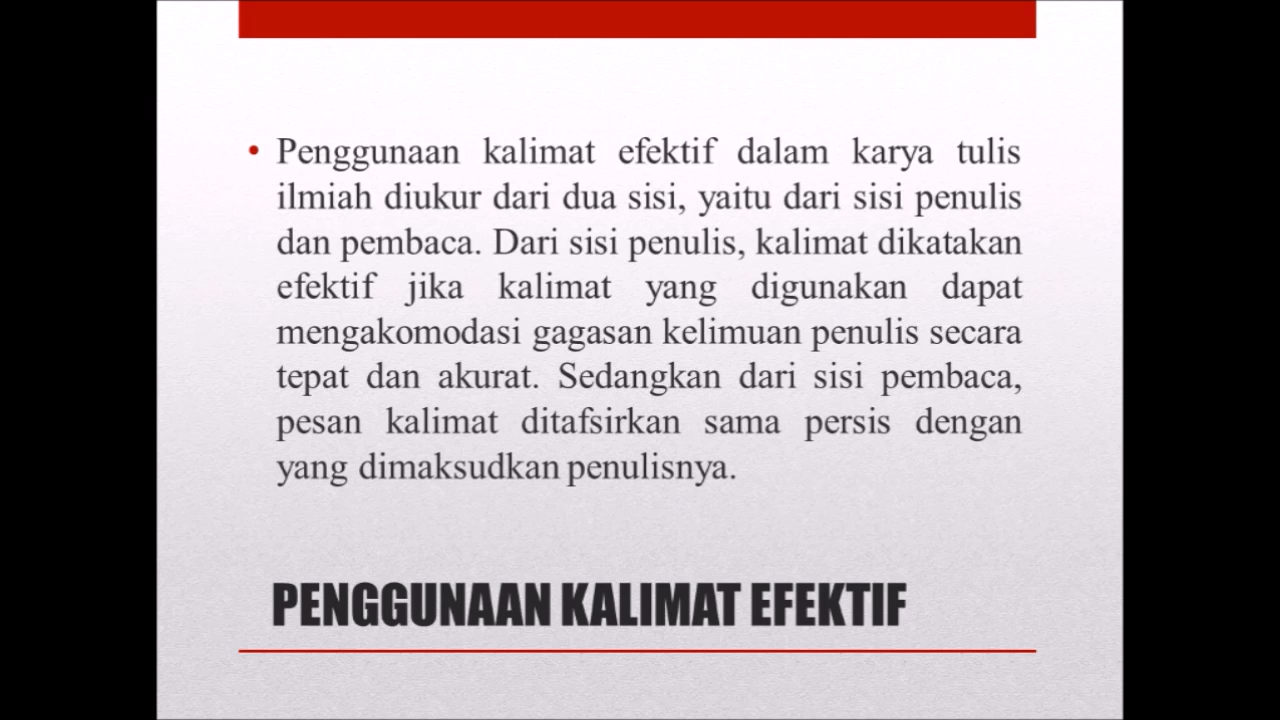 • Penggunaan kalimat efektif dalam karya tulis
ilmiah diukur dari dua sisi, yaitu dari sisi penulis
dan pembaca. Dari sisi penulis, kalimat dikatakan
efektif jika kalimat yang digunakan dapat
mengakomodasi gagasan kelimuan penulis secara
tepat dan akurat. Sedangkan dari sisi pembaca,
pesan kalimat ditafsirkan sama persis dengan
yang dimaksudkan penulisnya.
PENGGUNAAN KALIMAT EFEKTIF